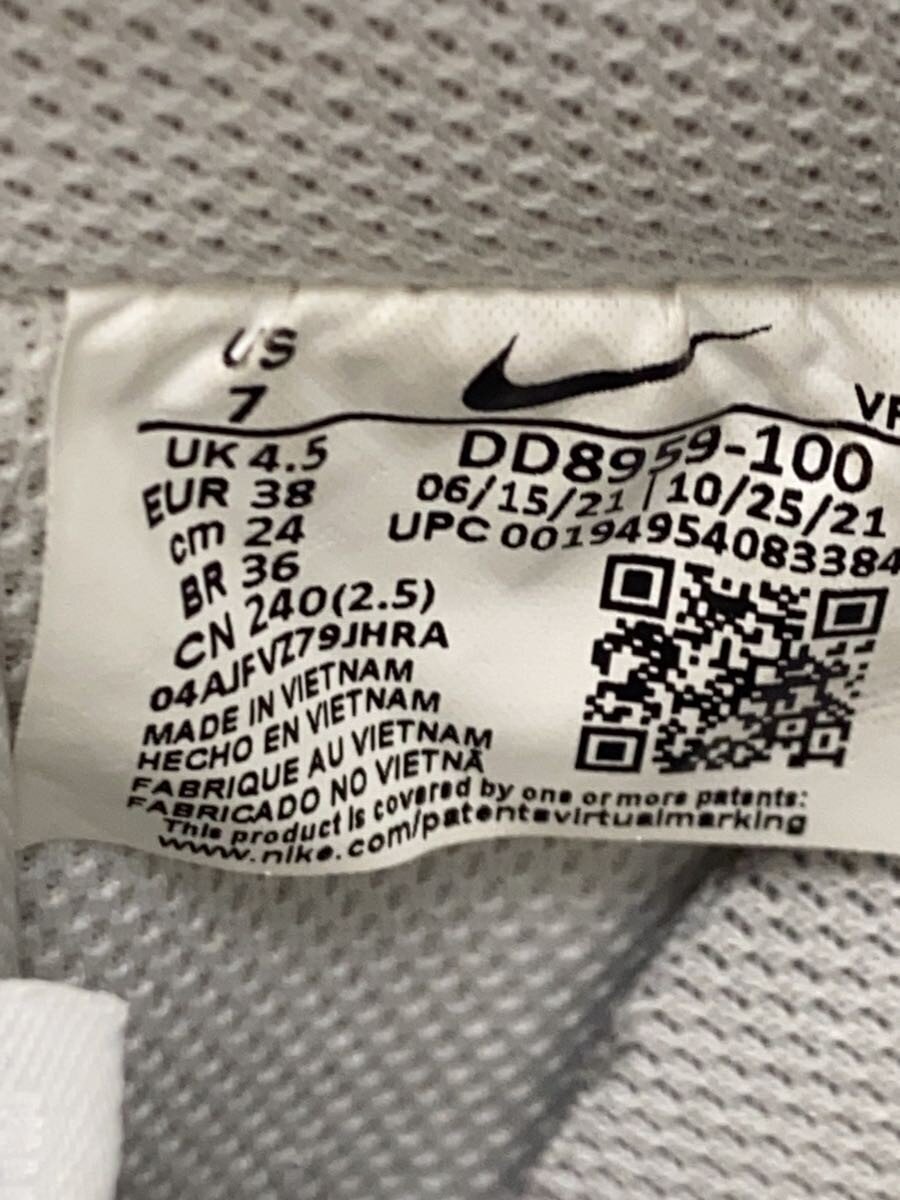 US
7
UK 4.5
EUR 38
cm 24
BR 36
CN 240(2.5)
04AJFVZ79JHRA
MADE IN VIETNAM
HECHO EN VIETNAM
FABRIQUE AU VIETNAM
FABRICADO NO VIETNÃ
This product is covered by one or more patents:
www.nike.com/patentsvirtualmarking
VF
DD8959-100
06/15/21 / 10/25/21
UPC 00194954083384